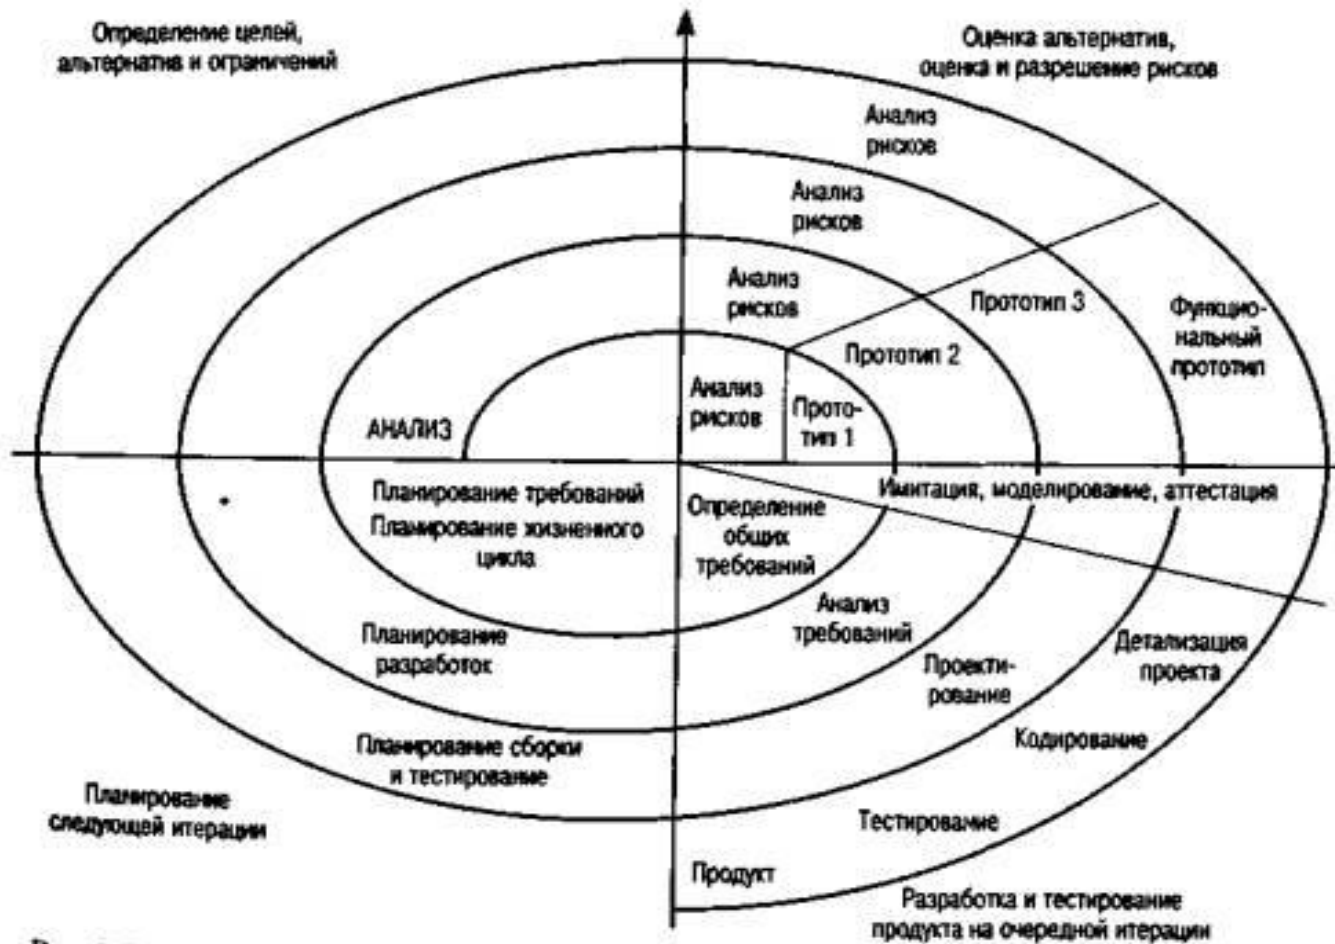 Определение целей,
альтернатив и ограничений
Оценка альтернатив,
оценка и разрешение рисков
Анализ
рисков
Анализ
рисков
Анализ
рисков
Прототип 3
Функцио-
нальный
прототип
Прототип 2
Анализ
рисков
Прото-
тип 1
АНАЛИЗ
Планирование требований
Планирование жизненного
цикла
Определение
общих
требований
Имитация, моделирование, аттестация
Анализ
требований
Планирование
разработок
Детализация
проекта
Проекти-
рование
Кодирование
Планирование сборки
и тестирование
Планирование
следующей итерации
Тестирование
Продукт
Разработка и тестирование
продукта на очередной итерации